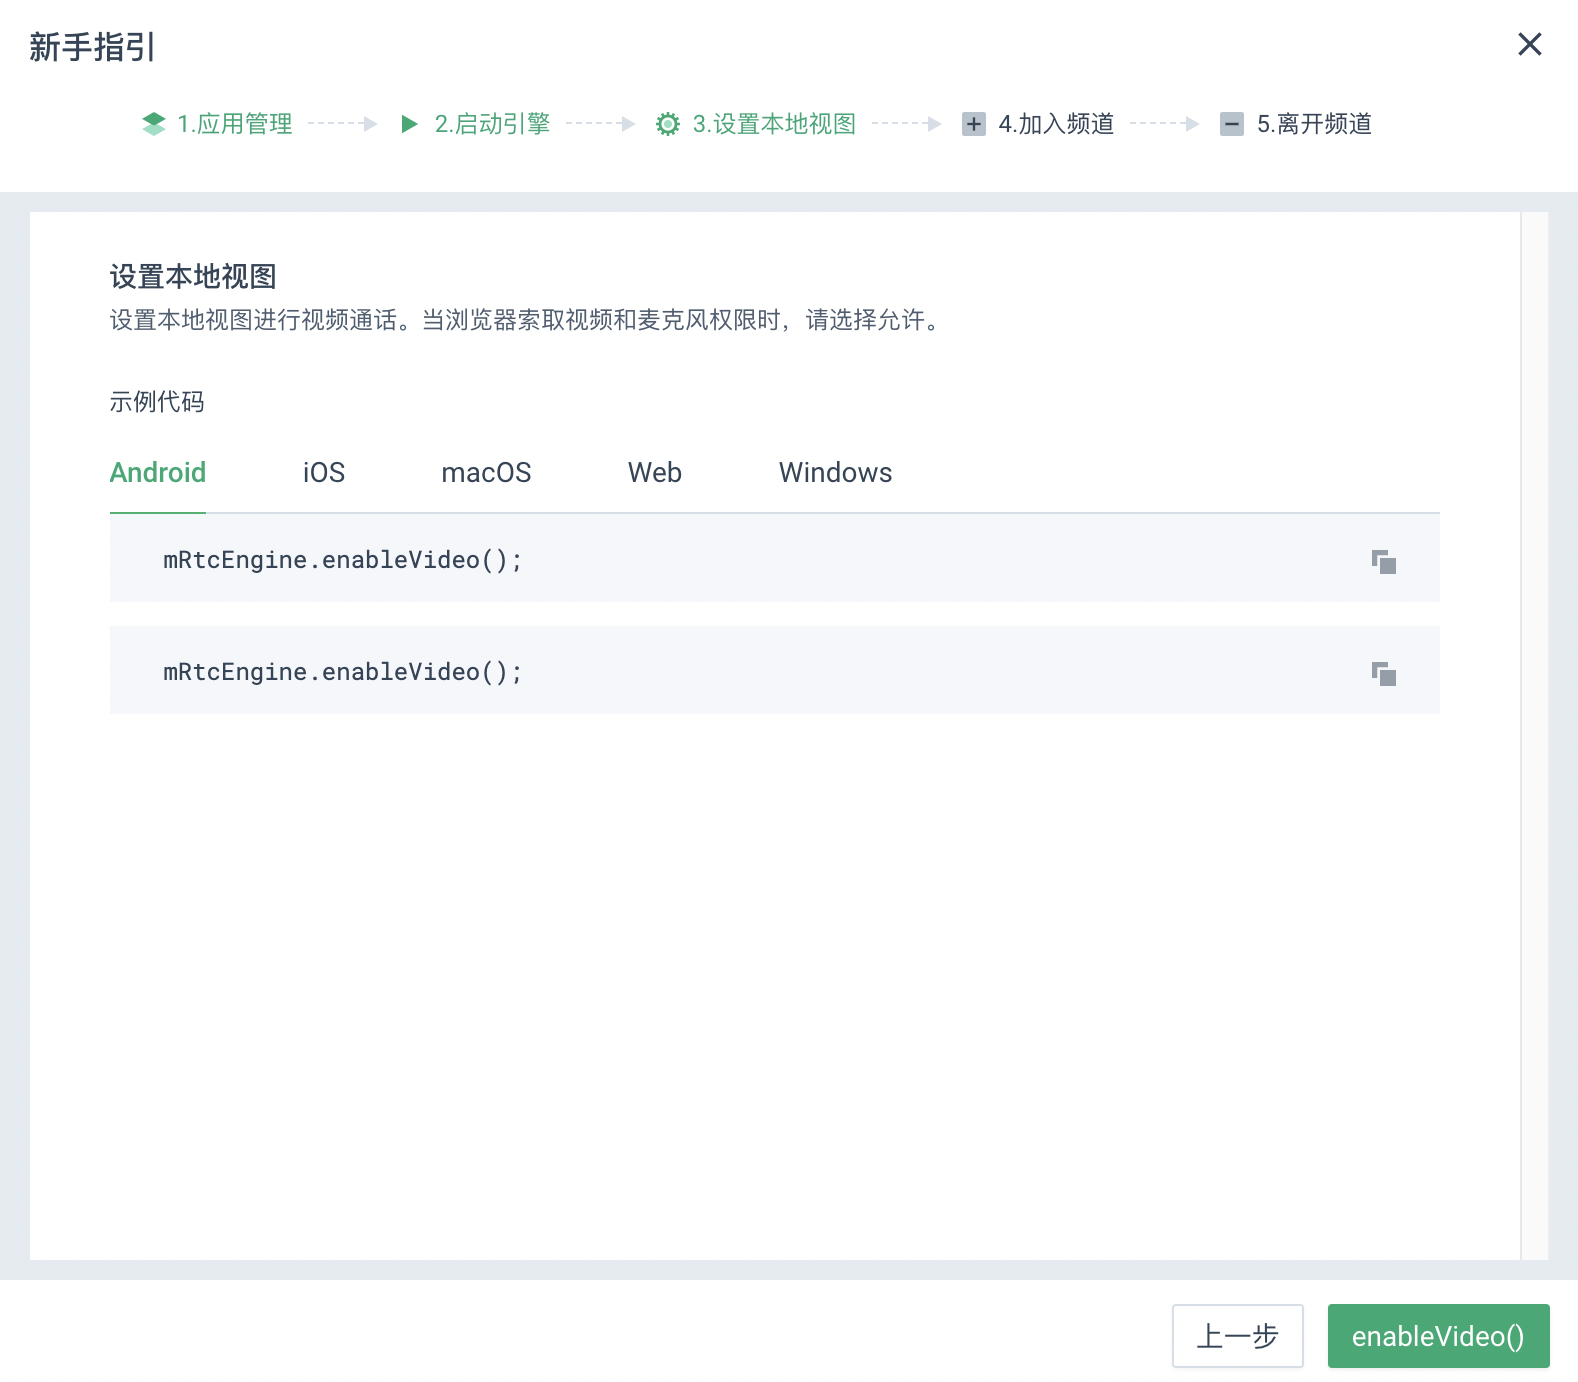 新手指引
1.应用管理 2.启动引擎 3.设置本地视图 4.加入频道 5.离开频道
设置本地视图
设置本地视图进行视频通话。当浏览器索取视频和麦克风权限时，请选择允许。
示例代码
Android iOS macOS Web Windows
mRtcEngine.enableVideo();
mRtcEngine.enableVideo();
上一步 enableVideo()